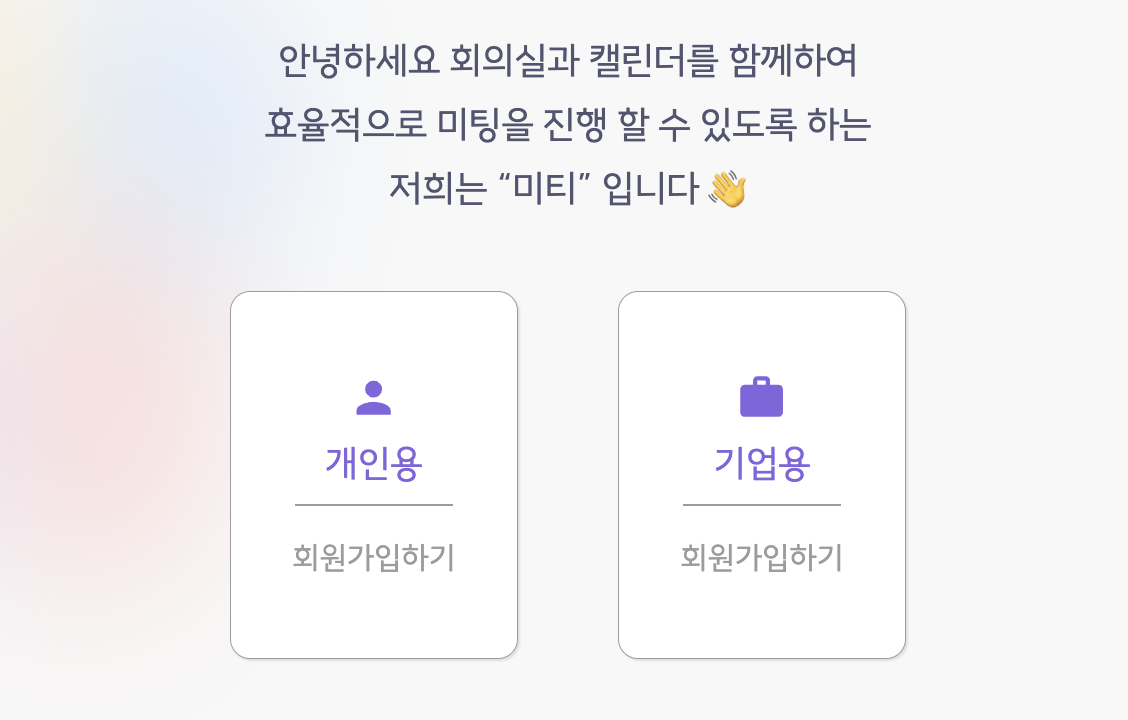 안녕하세요 회의실과 캘린더를 함께하여
효율적으로 미팅을 진행 할 수 있도록 하는
저희는 “미티” 입니다 👋
개인용
회원가입하기
기업용
회원가입하기